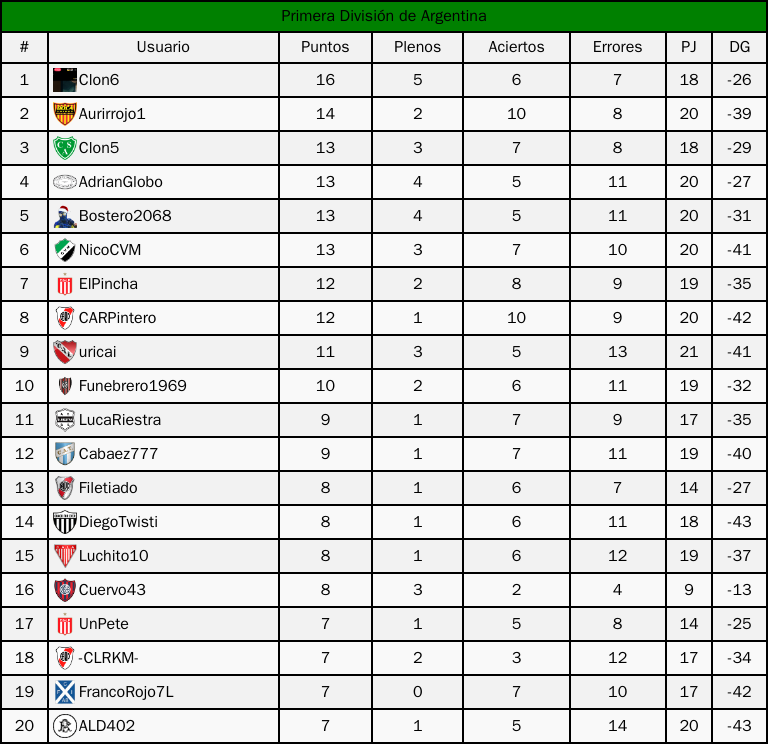 Primera División de Argentina
# Usuario Puntos Plenos Aciertos Errores PJ DG
1 Clon6 16 5 6 7 18 -26
2 Aurirrojo1 14 2 10 8 20 -39
3 Clon5 13 3 7 8 18 -29
4 AdrianGlobo 13 4 5 11 20 -27
5 Bostero2068 13 4 5 11 20 -31
6 NicoCVM 13 3 7 10 20 -41
7 ElPincha 12 2 8 9 19 -35
8 CARPintero 12 1 10 9 20 -42
9 uricai 11 3 5 13 21 -41
10 Funebrero1969 10 2 6 11 19 -32
11 LucaRiestra 9 1 7 9 17 -35
12 Cabaez777 9 1 7 11 19 -40
13 Filetiado 8 1 6 7 14 -27
14 DiegoTwisti 8 1 6 11 18 -43
15 Luchito10 8 1 6 12 19 -37
16 Cuervo43 8 3 2 4 9 -13
17 UnPete 7 1 5 8 14 -25
18 -CLRKM- 7 2 3 12 17 -34
19 FrancoRojo7L 7 0 7 10 17 -42
20 ALD402 7 1 5 14 20 -43